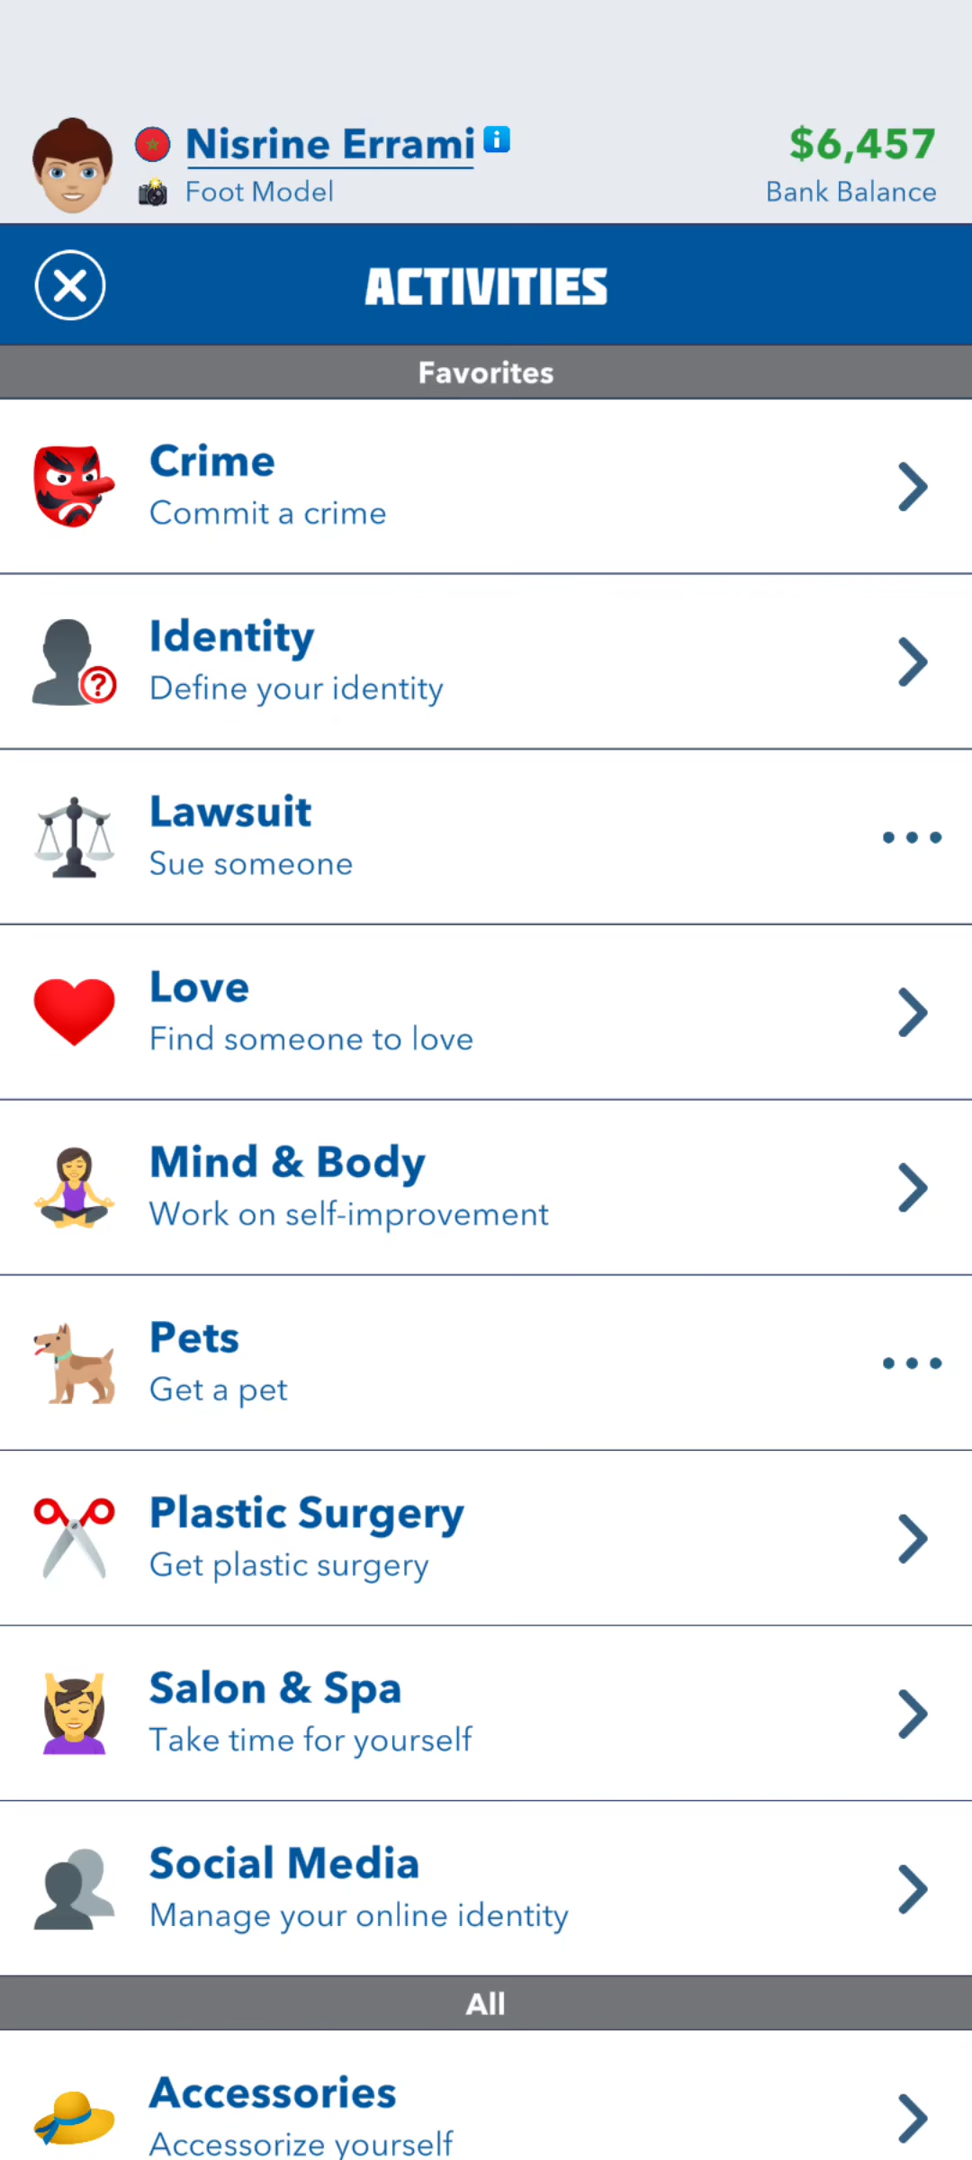 Nisrine Errami
$6,457
Foot Model
Bank Balance
ACTIVITIES
Favorites
Crime
Commit a crime
Identity
Define your identity
Lawsuit
Sue someone
Love
Find someone to love
Mind & Body
Work on self-improvement
Pets
Get a pet
Plastic Surgery
Get plastic surgery
Salon & Spa
Take time for yourself
Social Media
Manage your online identity
All
Accessories
Accessorize yourself